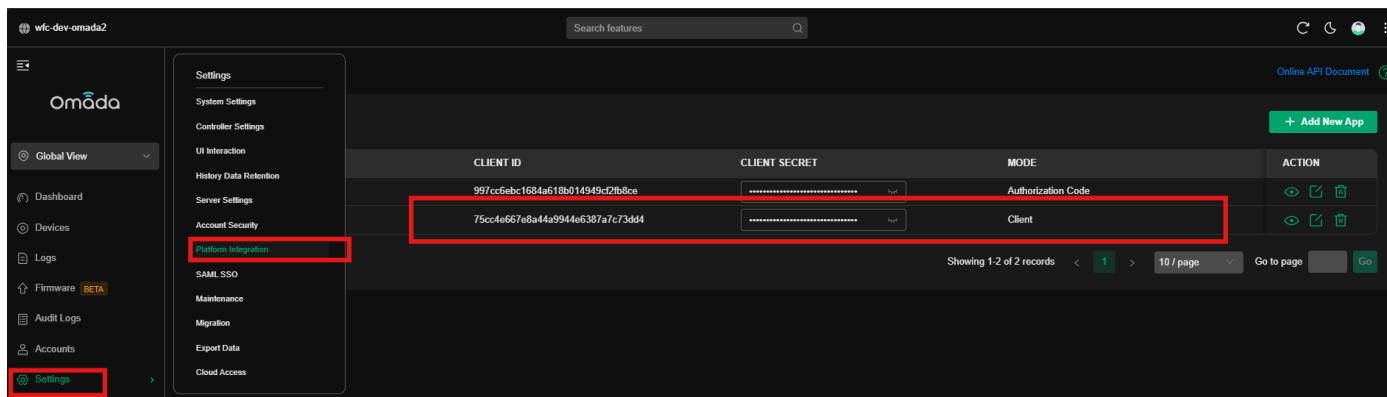 wfc-dev-omada2
Search features
Omada
Global View
Dashboard
Devices
Logs
Firmware BETA
Audit Logs
Accounts
Settings
Settings
System Settings
Controller Settings
UI Interaction
History Data Retention
Server Settings
Account Security
Platform Integration
SAML SSO
Maintenance
Migration
Export Data
Cloud Access
Online API Document
+ Add New App
CLIENT ID CLIENT SECRET MODE ACTION
997cc6ebc1684a618b014949cf2fb8ce •••••••••••••••••••••••••••••••• Authorization Code
75cc4e667e8a44a9944e6387a7c73dd4 •••••••••••••••••••••••••••••••• Client
Showing 1-2 of 2 records < 1 > 10 / page Go to page Go